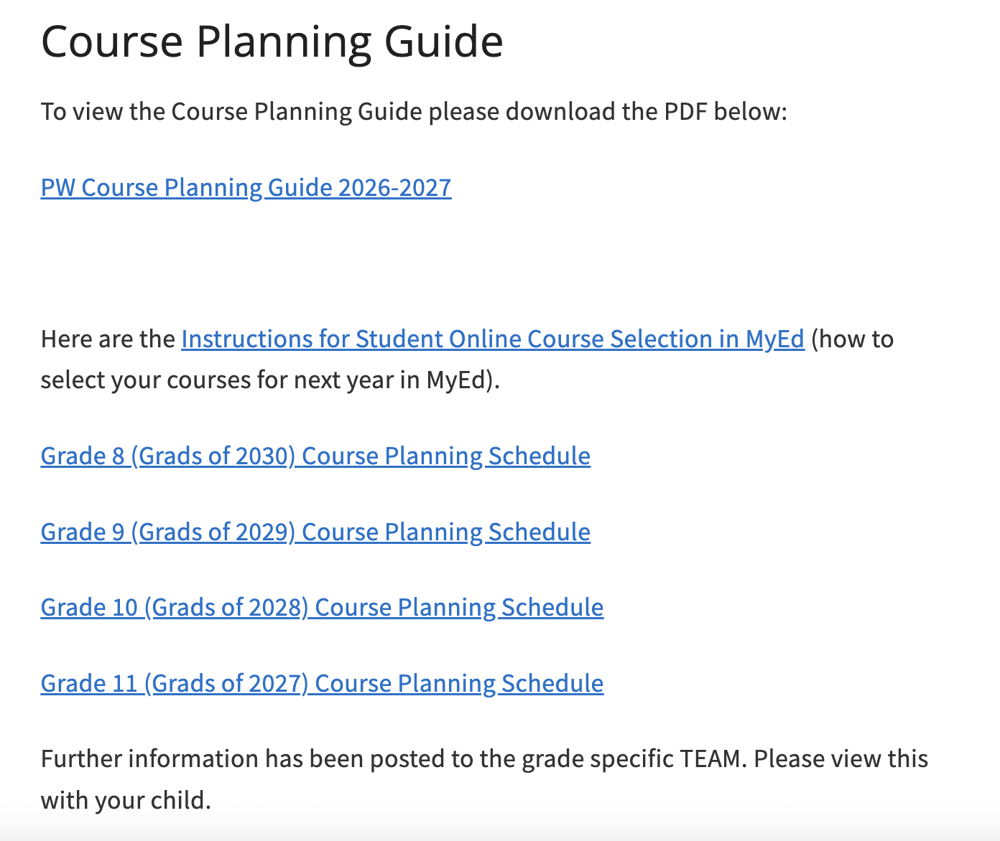 Course Planning Guide
To view the Course Planning Guide please download the PDF below:
PW Course Planning Guide 2026-2027
Here are the Instructions for Student Online Course Selection in MyEd (how to
select your courses for next year in MyEd).
Grade 8 (Grads of 2030) Course Planning Schedule
Grade 9 (Grads of 2029) Course Planning Schedule
Grade 10 (Grads of 2028) Course Planning Schedule
Grade 11 (Grads of 2027) Course Planning Schedule
Further information has been posted to the grade specific TEAM. Please view this
with your child.